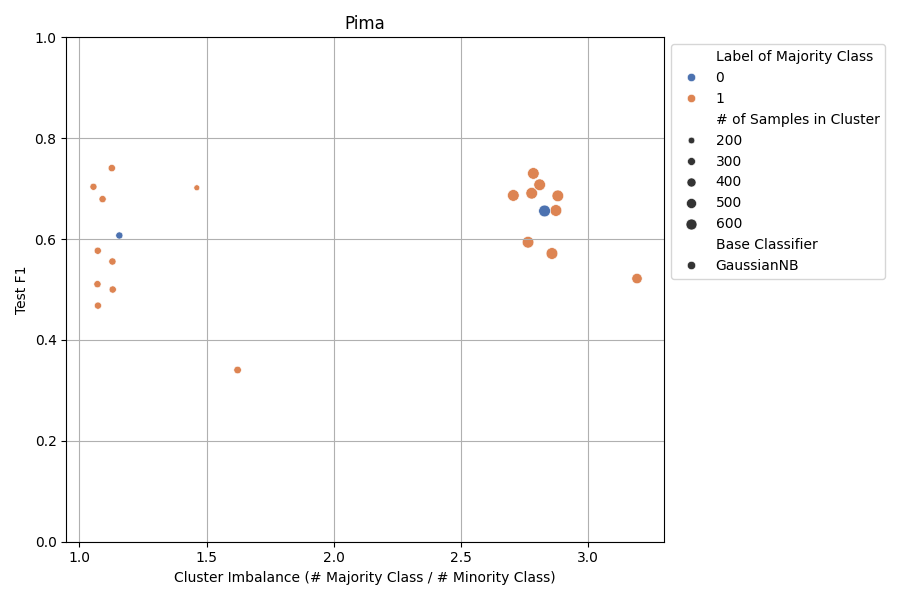 Pima
1.0
0.8
0.6
0.4
0.2
0.0
Test F1
1.0 1.5 2.0 2.5 3.0
Cluster Imbalance (# Majority Class / # Minority Class)
Label of Majority Class
0
1
# of Samples in Cluster
200
300
400
500
600
Base Classifier
GaussianNB